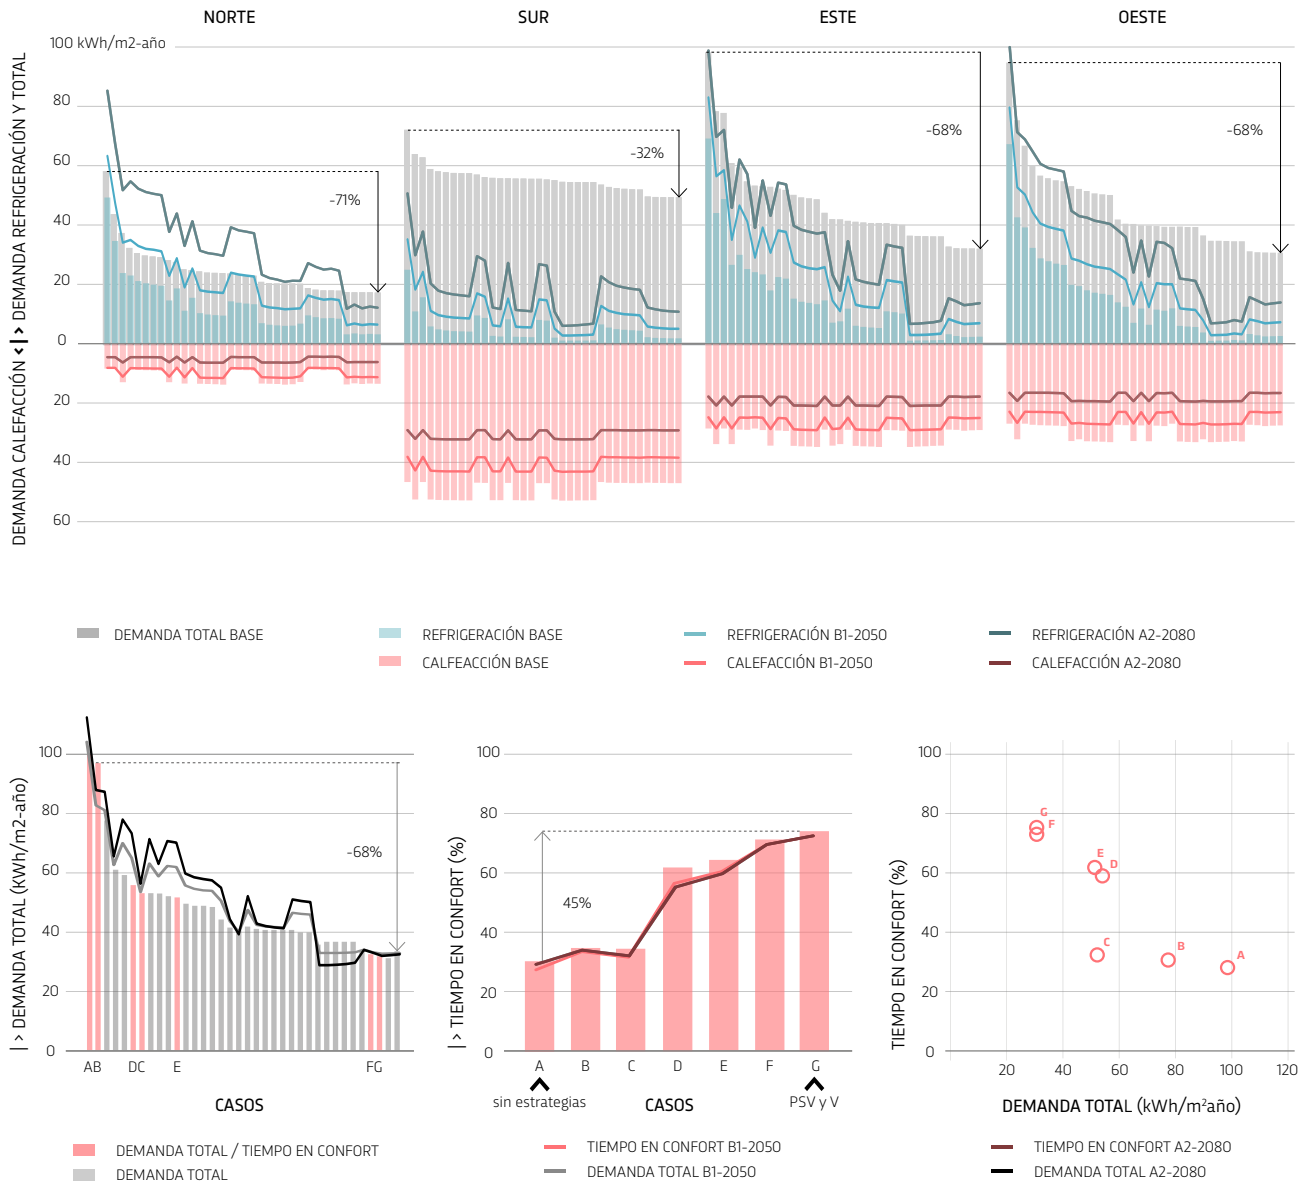 NORTE SUR ESTE OESTE
DEMANDA CALEFACCIÓN <|> DEMANDA REFRIGERACIÓN Y TOTAL
100 kWh/m2-año
80
60
40
20
0
20
40
60
-71%
-32%
-68%
-68%
DEMANDA TOTAL BASE REFRIGERACIÓN BASE REFRIGERACIÓN B1-2050 REFRIGERACIÓN A2-2080
CALFEACCIÓN BASE CALEFACCIÓN B1-2050 CALEFACCIÓN A2-2080
|> DEMANDA TOTAL (kWh/m2-año)
100
80
60
40
20
0
-68%
AB DC E FG
CASOS
|> TIEMPO EN CONFORT (%)
100
80
60
40
20
0
45%
A B C D E F G
sin estrategias PSV y V
CASOS
TIEMPO EN CONFORT (%)
100
80
60
40
20
0
G
F
E
D
C
B
A
20 40 60 80 100 120
DEMANDA TOTAL (kWh/m²año)
DEMANDA TOTAL / TIEMPO EN CONFORT TIEMPO EN CONFORT B1-2050 TIEMPO EN CONFORT A2-2080
DEMANDA TOTAL DEMANDA TOTAL B1-2050 DEMANDA TOTAL A2-2080